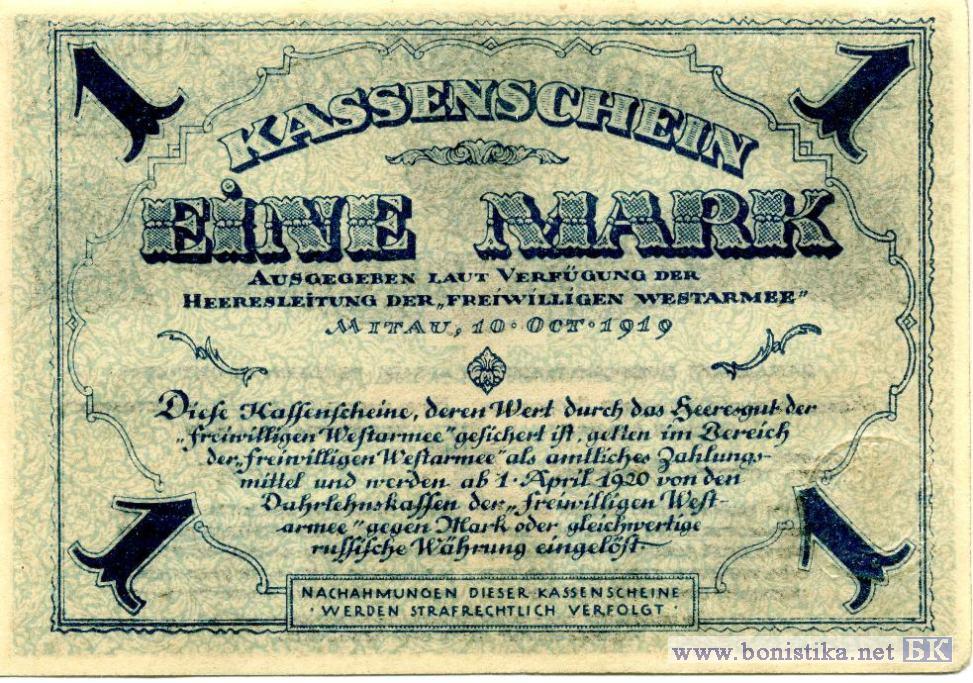 1 1
KASSENSCHEIN
EINE MARK
AUSGEGEBEN LAUT VERFÜGUNG DER
HEERESLEITUNG DER „FREIWILLIGEN WESTARMEE"
MITAU, 10·OCT·1919
Diese Kassenscheine, deren Wert durch das Heeresgut der
„freiwilligen Westarmee" gesichert ist, gelten im Bereich
der „freiwilligen Westarmee" als amtliches Zahlungs-
mittel und werden ab 1·April 1920 von den
Dahrlehnskassen der „freiwilligen West-
armee" gegen Mark oder gleichwertige
russische Währung eingelöst·
1 1
NACHAHMUNGEN DIESER KASSENSCHEINE
· WERDEN STRAFRECHTLICH VERFOLGT ·
www.bonistika.net БК